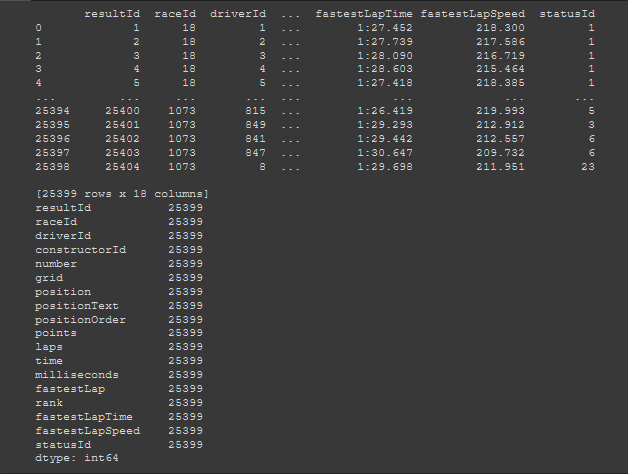 resultId raceId driverId ... fastestLapTime fastestLapSpeed statusId
0 1 18 1 ... 1:27.452 218.300 1
1 2 18 2 ... 1:27.739 217.586 1
2 3 18 3 ... 1:28.090 216.719 1
3 4 18 4 ... 1:28.603 215.464 1
4 5 18 5 ... 1:27.418 218.385 1
... ... ... ... ... ... ... ...
25394 25400 1073 815 ... 1:26.419 219.993 5
25395 25401 1073 849 ... 1:29.293 212.912 3
25396 25402 1073 841 ... 1:29.442 212.557 6
25397 25403 1073 847 ... 1:30.647 209.732 6
25398 25404 1073 8 ... 1:29.698 211.951 23
[25399 rows x 18 columns]
resultId 25399
raceId 25399
driverId 25399
constructorId 25399
number 25399
grid 25399
position 25399
positionText 25399
positionOrder 25399
points 25399
laps 25399
time 25399
milliseconds 25399
fastestLap 25399
rank 25399
fastestLapTime 25399
fastestLapSpeed 25399
statusId 25399
dtype: int64